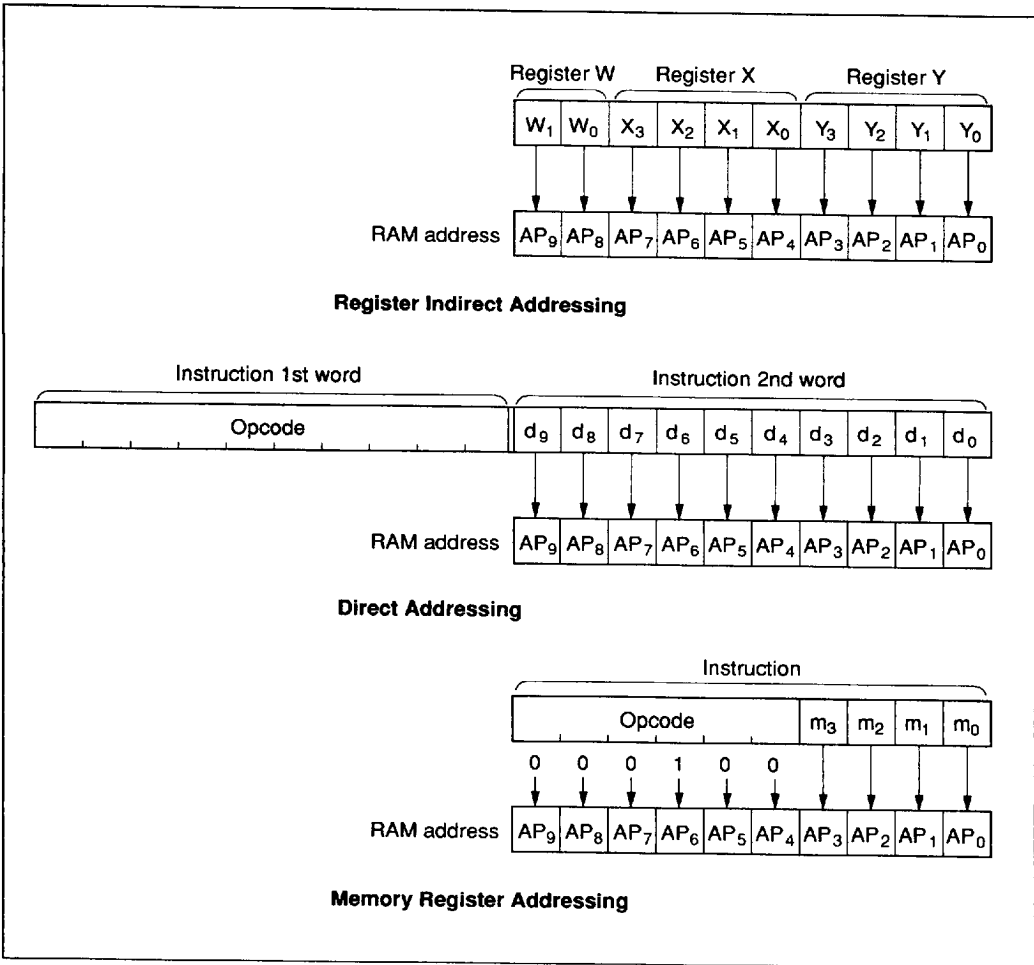 Register W Register X Register Y
W1 W0 X3 X2 X1 X0 Y3 Y2 Y1 Y0
RAM address AP9 AP8 AP7 AP6 AP5 AP4 AP3 AP2 AP1 AP0
Register Indirect Addressing
Instruction 1st word Instruction 2nd word
Opcode d9 d8 d7 d6 d5 d4 d3 d2 d1 d0
RAM address AP9 AP8 AP7 AP6 AP5 AP4 AP3 AP2 AP1 AP0
Direct Addressing
Instruction
Opcode m3 m2 m1 m0
0 0 0 1 0 0
RAM address AP9 AP8 AP7 AP6 AP5 AP4 AP3 AP2 AP1 AP0
Memory Register Addressing